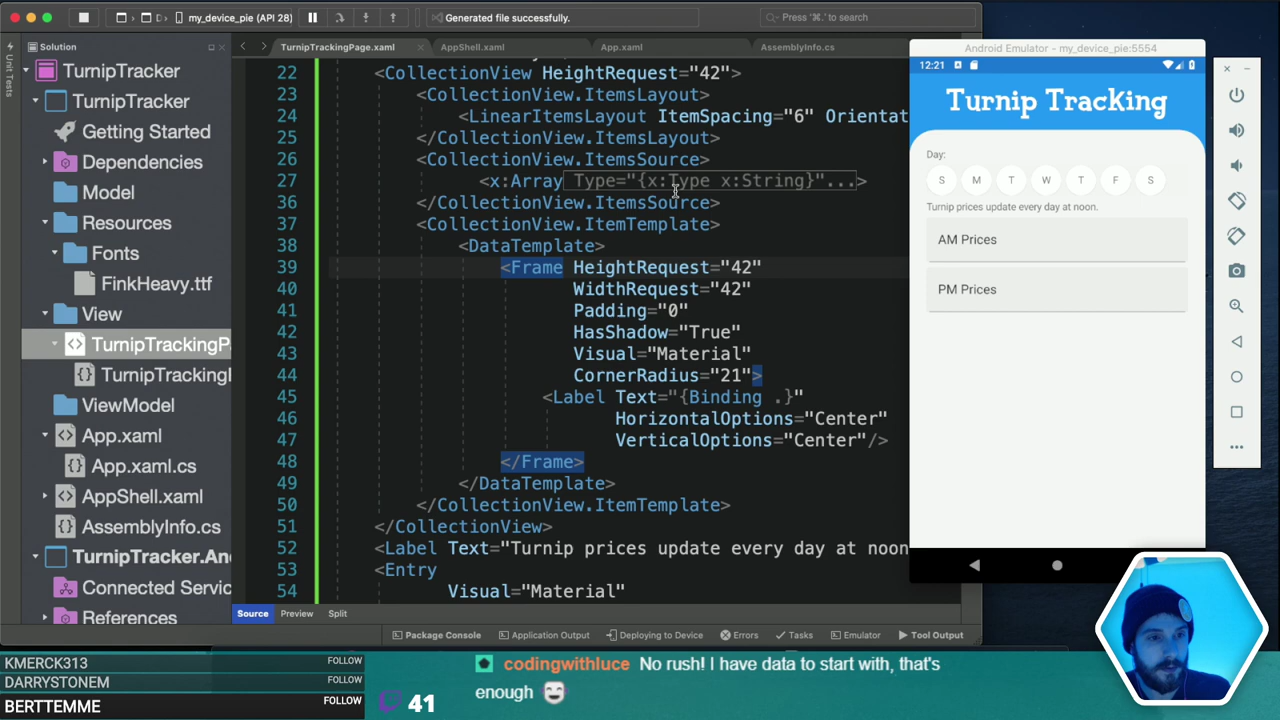 my_device_pie (API 28)
Generated file successfully.
Press '⌘.' to search
Unit Tests
Solution
TurnipTracker
TurnipTracker
Getting Started
Dependencies
Model
Resources
Fonts
FinkHeavy.ttf
View
TurnipTrackingP
TurnipTracking
ViewModel
App.xaml
App.xaml.cs
AppShell.xaml
AssemblyInfo.cs
TurnipTracker.An
Connected Servic
References
TurnipTrackingPage.xaml
AppShell.xaml
App.xaml
AssemblyInfo.cs
22 <CollectionView HeightRequest="42">
23 <CollectionView.ItemsLayout>
24 <LinearItemsLayout ItemSpacing="6" Orientat
25 </CollectionView.ItemsLayout>
26 <CollectionView.ItemsSource>
27 <x:Array Type="{x:Type x:String}"...>
36 </CollectionView.ItemsSource>
37 <CollectionView.ItemTemplate>
38 <DataTemplate>
39 <Frame HeightRequest="42"
40 WidthRequest="42"
41 Padding="0"
42 HasShadow="True"
43 Visual="Material"
44 CornerRadius="21">
45 <Label Text="{Binding .}"
46 HorizontalOptions="Center"
47 VerticalOptions="Center"/>
48 </Frame>
49 </DataTemplate>
50 </CollectionView.ItemTemplate>
51 </CollectionView>
52 <Label Text="Turnip prices update every day at noon
53 <Entry
54 Visual="Material"
Source Preview Split
Package Console Application Output Deploying to Device Errors Tasks Emulator Tool Output
Android Emulator - my_device_pie:5554
12:21
Turnip Tracking
Day:
S M T W T F S
Turnip prices update every day at noon.
AM Prices
PM Prices
KMERCK313 FOLLOW
DARRYSTONEM FOLLOW
BERTTEMME FOLLOW
41
codingwithluce No rush! I have data to start with, that's
enough